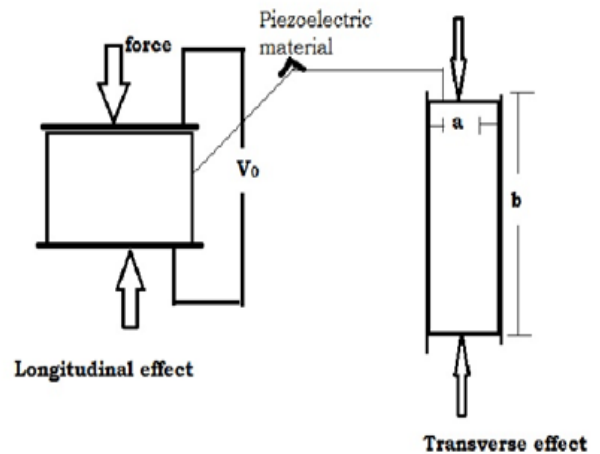 Piezoelectric
material
force
V0
a
b
Longitudinal effect
Transverse effect